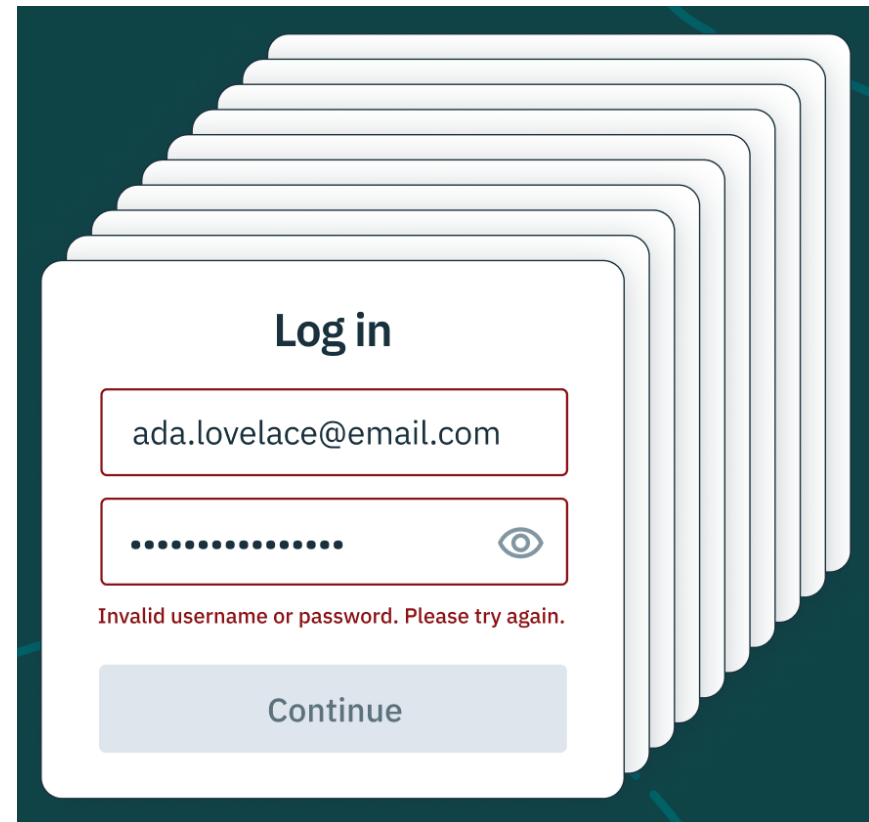 Log in
ada.lovelace@email.com
••••••••••••••••
Invalid username or password. Please try again.
Continue